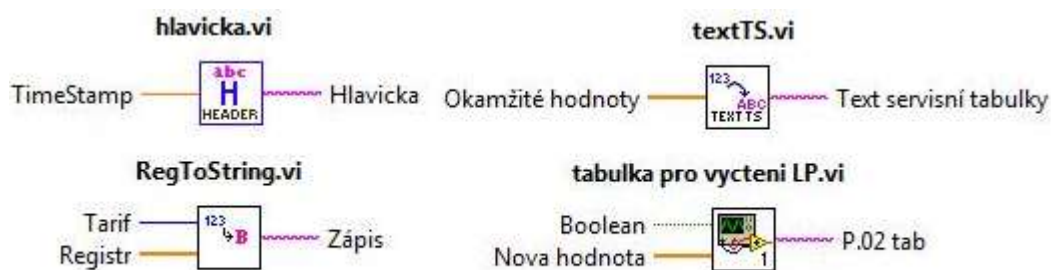 hlavicka.vi
TimeStamp
abc
H
HEADER
Hlavicka
textTS.vi
Okamžité hodnoty
123
ABC
TEXT TS
Text servisní tabulky
RegToString.vi
Tarif
Registr
123
B
Zápis
tabulka pro vycteni LP.vi
Boolean
Nova hodnota
1
P.02 tab